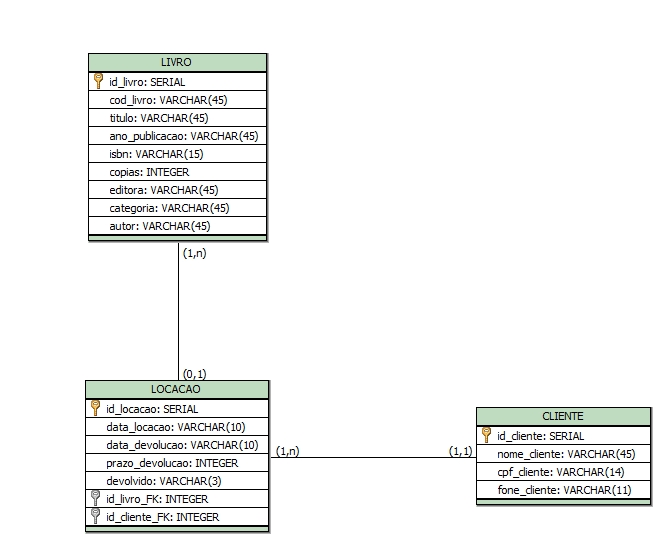 LIVRO
id_livro: SERIAL
cod_livro: VARCHAR(45)
titulo: VARCHAR(45)
ano_publicacao: VARCHAR(45)
isbn: VARCHAR(15)
copias: INTEGER
editora: VARCHAR(45)
categoria: VARCHAR(45)
autor: VARCHAR(45)
(1,n)
(0,1)
LOCACAO
id_locacao: SERIAL
data_locacao: VARCHAR(10)
data_devolucao: VARCHAR(10)
prazo_devolucao: INTEGER
devolvido: VARCHAR(3)
id_livro_FK: INTEGER
id_cliente_FK: INTEGER
(1,n)
(1,1)
CLIENTE
id_cliente: SERIAL
nome_cliente: VARCHAR(45)
cpf_cliente: VARCHAR(14)
fone_cliente: VARCHAR(11)